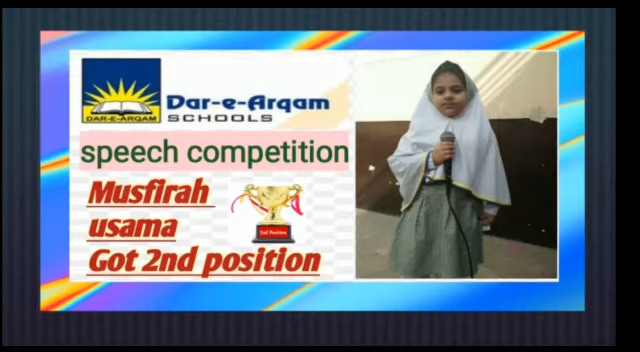 DAR-E-ARQAM
Dar-e-Arqam
SCHOOLS
speech competition
Musfirah
usama
2nd Position
Got 2nd position